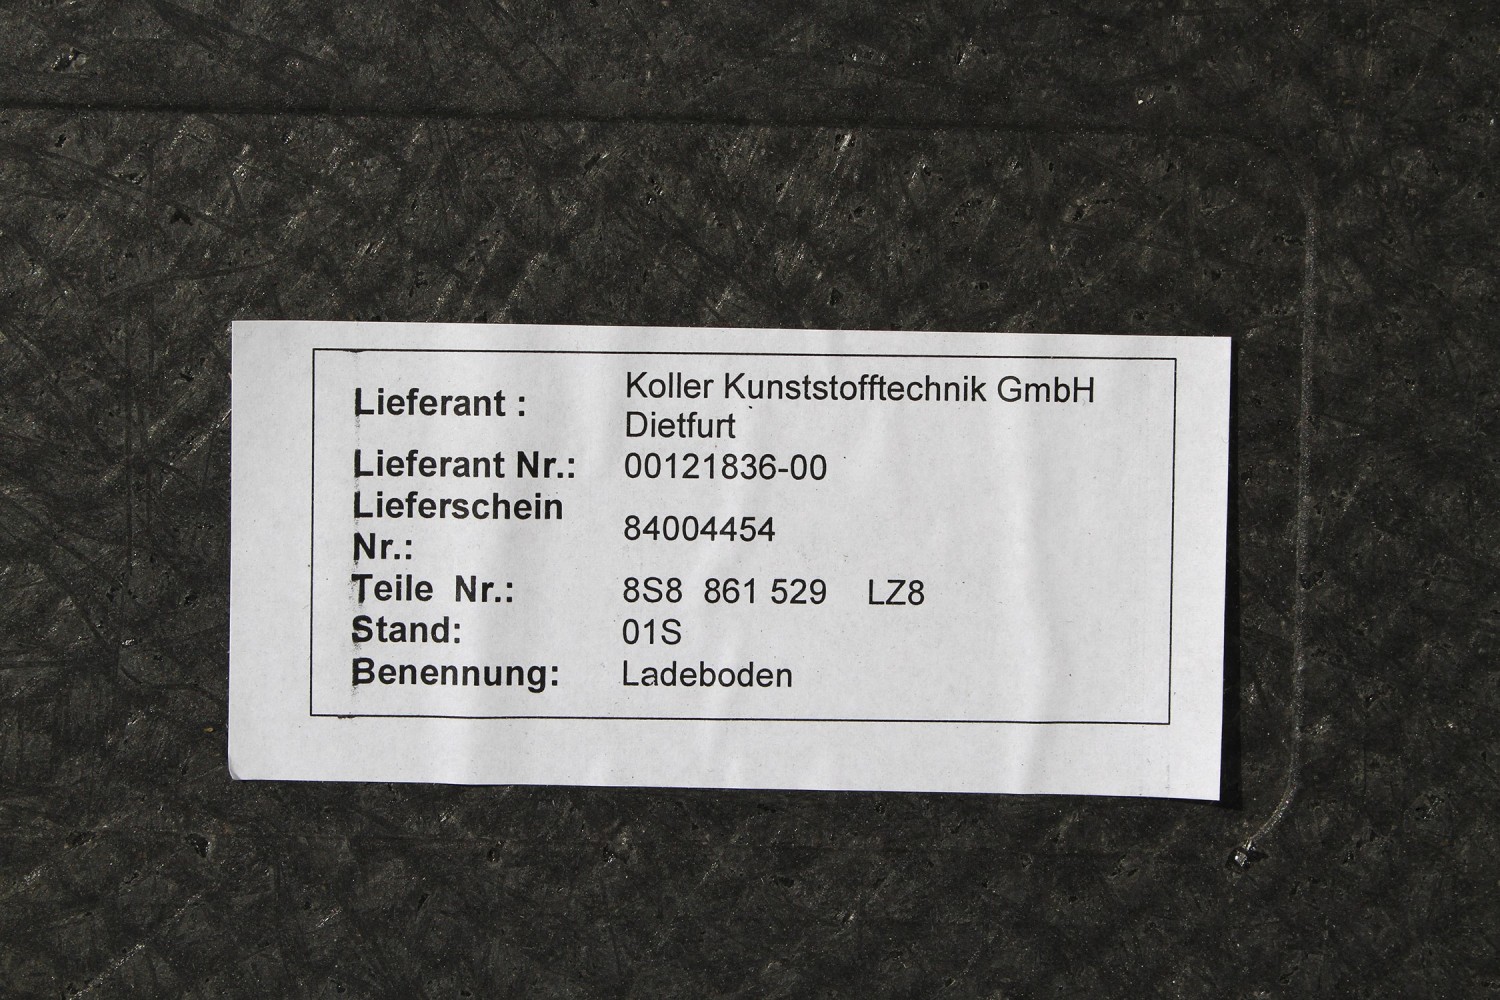 Lieferant : Koller Kunststofftechnik GmbH
Dietfurt
Lieferant Nr.: 00121836-00
Lieferschein
Nr.: 84004454
Teile Nr.: 8S8 861 529 LZ8
Stand: 01S
Benennung: Ladeboden